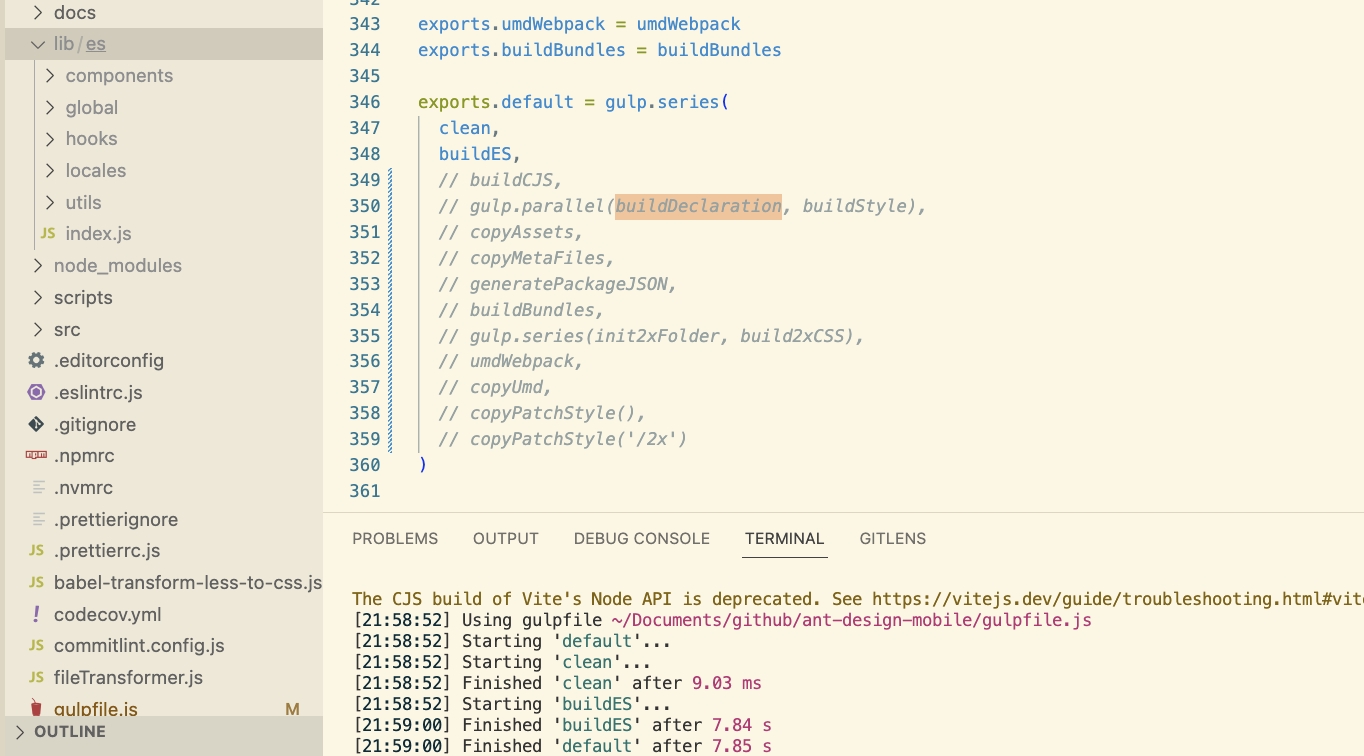 docs
lib/es
components
global
hooks
locales
utils
JS index.js
node_modules
scripts
src
.editorconfig
.eslintrc.js
.gitignore
npm .npmrc
.nvmrc
.prettierignore
JS .prettierrc.js
JS babel-transform-less-to-css.js
! codecov.yml
JS commitlint.config.js
JS fileTransformer.js
gulpfile.js M
OUTLINE
342
343 exports.umdWebpack = umdWebpack
344 exports.buildBundles = buildBundles
345
346 exports.default = gulp.series(
347 clean,
348 buildES,
349 // buildCJS,
350 // gulp.parallel(buildDeclaration, buildStyle),
351 // copyAssets,
352 // copyMetaFiles,
353 // generatePackageJSON,
354 // buildBundles,
355 // gulp.series(init2xFolder, build2xCSS),
356 // umdWebpack,
357 // copyUmd,
358 // copyPatchStyle(),
359 // copyPatchStyle('/2x')
360 )
361
PROBLEMS OUTPUT DEBUG CONSOLE TERMINAL GITLENS
The CJS build of Vite's Node API is deprecated. See https://vitejs.dev/guide/troubleshooting.html#vite
[21:58:52] Using gulpfile ~/Documents/github/ant-design-mobile/gulpfile.js
[21:58:52] Starting 'default'...
[21:58:52] Starting 'clean'...
[21:58:52] Finished 'clean' after 9.03 ms
[21:58:52] Starting 'buildES'...
[21:59:00] Finished 'buildES' after 7.84 s
[21:59:00] Finished 'default' after 7.85 s